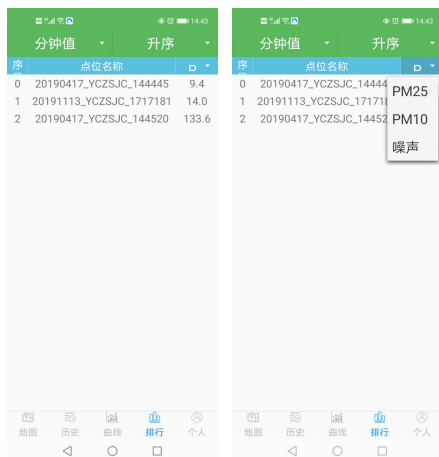 14:43
分钟值 升序
序 点位名称 D
0 20190417_YCZSJC_144445 9.4
1 20191113_YCZSJC_1717181 14.0
2 20190417_YCZSJC_144520 133.6
地图 历史 曲线 排行 个人
14:43
分钟值 升序
序 点位名称 D
0 20190417_YCZSJC_14444
1 20191113_YCZSJC_171718
2 20190417_YCZSJC_14452
PM25
PM10
噪声
地图 历史 曲线 排行 个人